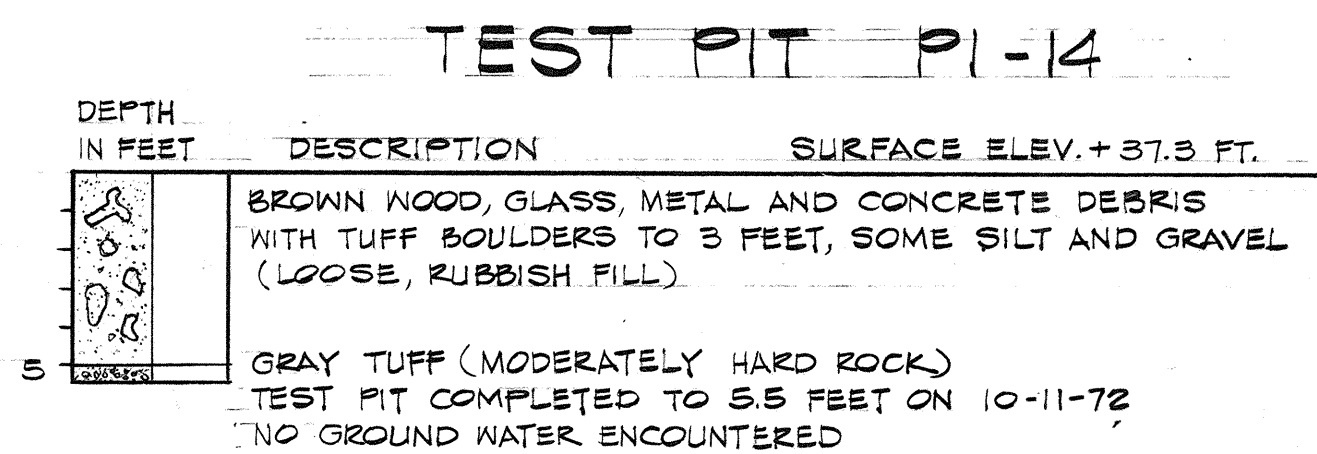 TEST PIT P1-14
DEPTH
IN FEET DESCRIPTION SURFACE ELEV. + 37.3 FT.
BROWN WOOD, GLASS, METAL AND CONCRETE DEBRIS
WITH TUFF BOULDERS TO 3 FEET, SOME SILT AND GRAVEL
(LOOSE, RUBBISH FILL)
5 GRAY TUFF (MODERATELY HARD ROCK)
TEST PIT COMPLETED TO 5.5 FEET ON 10-11-72
NO GROUND WATER ENCOUNTERED